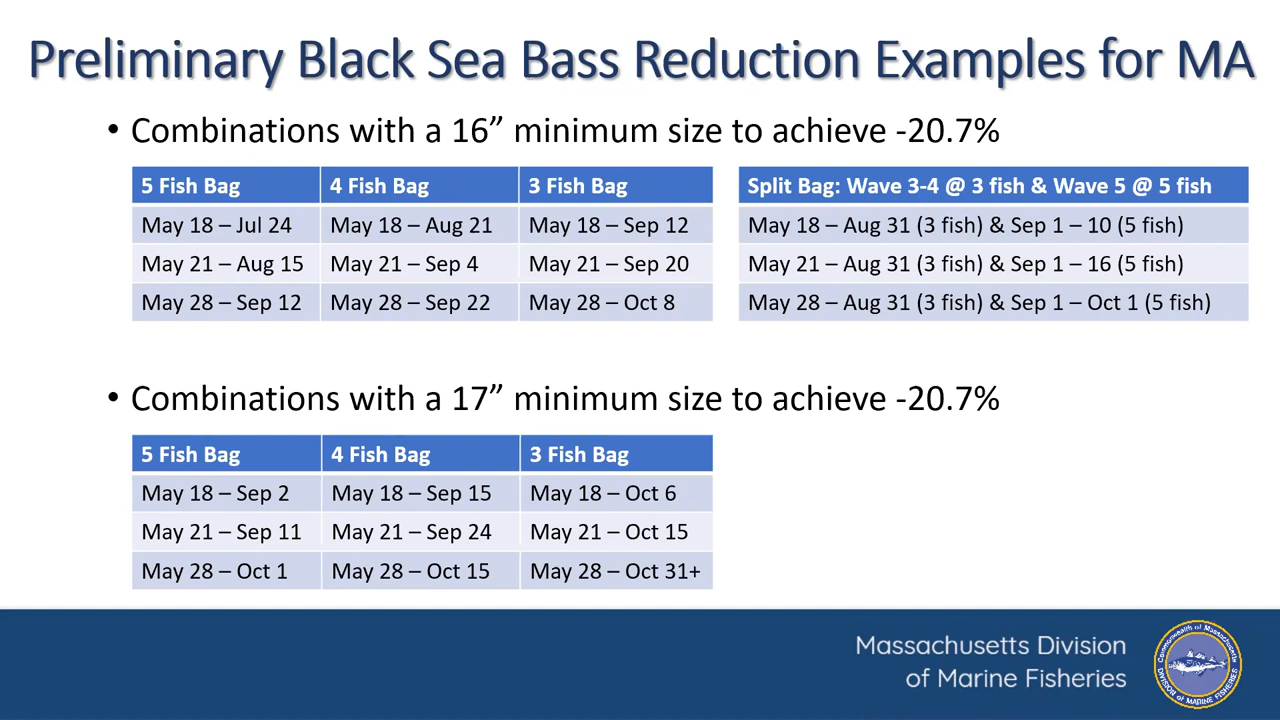 Preliminary Black Sea Bass Reduction Examples for MA
• Combinations with a 16” minimum size to achieve -20.7%
5 Fish Bag 4 Fish Bag 3 Fish Bag
May 18 – Jul 24 May 18 – Aug 21 May 18 – Sep 12
May 21 – Aug 15 May 21 – Sep 4 May 21 – Sep 20
May 28 – Sep 12 May 28 – Sep 22 May 28 – Oct 8
Split Bag: Wave 3-4 @ 3 fish & Wave 5 @ 5 fish
May 18 – Aug 31 (3 fish) & Sep 1 – 10 (5 fish)
May 21 – Aug 31 (3 fish) & Sep 1 – 16 (5 fish)
May 28 – Aug 31 (3 fish) & Sep 1 – Oct 1 (5 fish)
• Combinations with a 17” minimum size to achieve -20.7%
5 Fish Bag 4 Fish Bag 3 Fish Bag
May 18 – Sep 2 May 18 – Sep 15 May 18 – Oct 6
May 21 – Sep 11 May 21 – Sep 24 May 21 – Oct 15
May 28 – Oct 1 May 28 – Oct 15 May 28 – Oct 31+
Massachusetts Division
of Marine Fisheries
Commonwealth of Massachusetts
DIVISION of MARINE FISHERIES